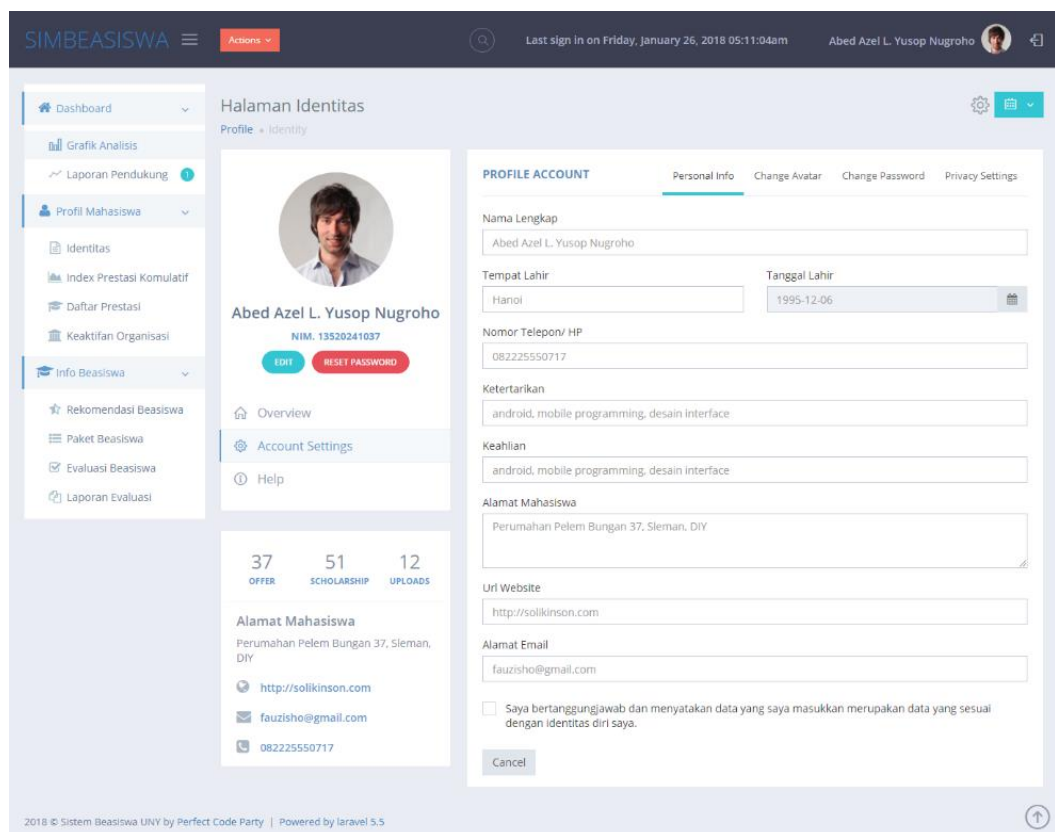 SIMBEASISWA
Actions
Last sign in on Friday, January 26, 2018 05:11:04am
Abed Azel L. Yusop Nugroho
Dashboard
Grafik Analisis
Laporan Pendukung 1
Profil Mahasiswa
Identitas
Index Prestasi Komulatif
Daftar Prestasi
Keaktifan Organisasi
Info Beasiswa
Rekomendasi Beasiswa
Paket Beasiswa
Evaluasi Beasiswa
Laporan Evaluasi
Halaman Identitas
Profile • Identity
Abed Azel L. Yusop Nugroho
NIM. 13520241037
EDIT RESET PASSWORD
Overview
Account Settings
Help
37 51 12
OFFER SCHOLARSHIP UPLOADS
Alamat Mahasiswa
Perumahan Pelem Bungan 37, Sleman,
DIY
http://solikinson.com
fauzisho@gmail.com
082225550717
PROFILE ACCOUNT
Personal Info Change Avatar Change Password Privacy Settings
Nama Lengkap
Abed Azel L. Yusop Nugroho
Tempat Lahir Tanggal Lahir
Hanoi 1995-12-06
Nomor Telepon/ HP
082225550717
Ketertarikan
android, mobile programming, desain interface
Keahlian
android, mobile programming, desain interface
Alamat Mahasiswa
Perumahan Pelem Bungan 37, Sleman, DIY
Url Website
http://solikinson.com
Alamat Email
fauzisho@gmail.com
Saya bertanggungjawab dan menyatakan data yang saya masukkan merupakan data yang sesuai
dengan identitas diri saya.
Cancel
2018 © Sistem Beasiswa UNY by Perfect Code Party | Powered by laravel 5.5